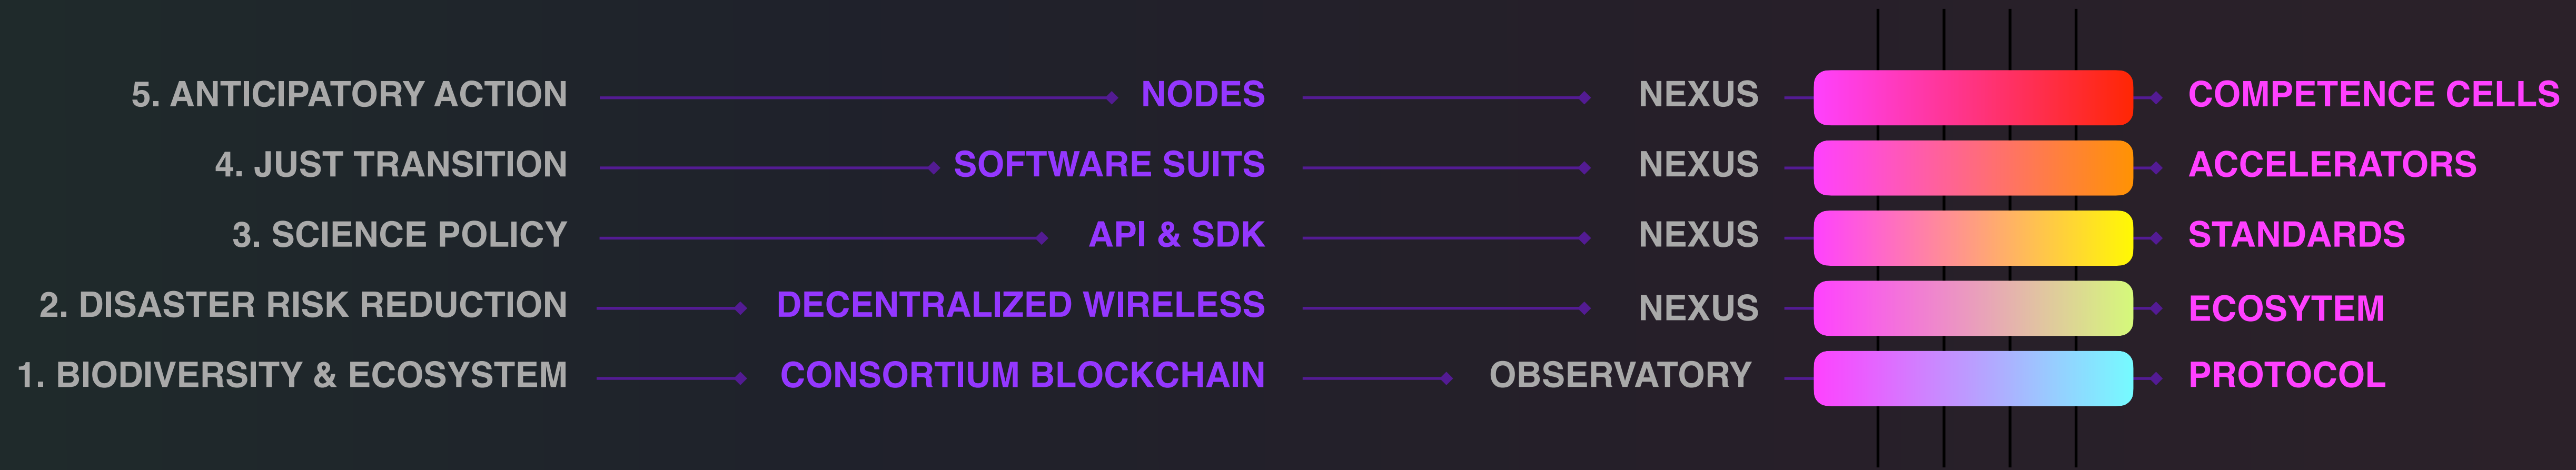 5. ANTICIPATORY ACTION NODES NEXUS COMPETENCE CELLS
4. JUST TRANSITION SOFTWARE SUITS NEXUS ACCELERATORS
3. SCIENCE POLICY API & SDK NEXUS STANDARDS
2. DISASTER RISK REDUCTION DECENTRALIZED WIRELESS NEXUS ECOSYTEM
1. BIODIVERSITY & ECOSYSTEM CONSORTIUM BLOCKCHAIN OBSERVATORY PROTOCOL